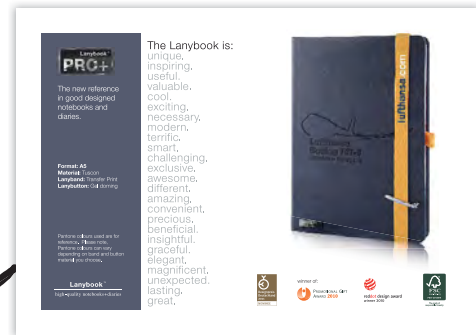 Lanybook™
PRO+
The new reference
in good designed
notebooks and
diaries.
Format: A5
Material: Tuscon
Lanyband: Transfer Print
Lanybutton: Gel doming
Pantone colours used are for
reference. Please note.
Pantone colours can vary
depending on band and button
material you choose.
Lanybook™
high-quality notebooks+diaries
The Lanybook is:
unique,
inspiring,
useful.
valuable.
cool.
exciting,
necessary,
modern.
terrific.
smart,
challenging,
exclusive,
awesome.
different.
amazing,
convenient,
precious.
beneficial.
insightful.
graceful.
elegant,
magnificent.
unexpected.
lasting.
great,
lufthansa.com
Lufthansa
winner of:
Promotional Gift
Award 2010
reddot design award
FSC